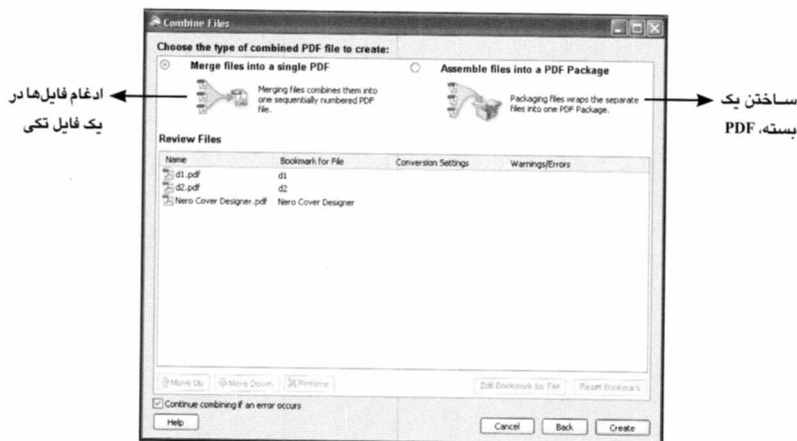 Combine Files
Choose the type of combined PDF file to create:
Merge files into a single PDF
Merging files combines them into
one sequentially numbered PDF
file.
Assemble files into a PDF Package
Packaging files wraps the separate
files into one PDF Package.
ادغام فایل‌ها در
یک فایل تکی
ساختن یک
بسته، PDF
Review Files
Name Bookmark for File Conversion Settings Warnings/Errors
d1.pdf d1
d2.pdf d2
Nero Cover Designer.pdf Nero Cover Designer
Move Up Move Down Remove Edit Bookmark for File Reset Bookmark
Continue combining if an error occurs
Help Cancel Back Create